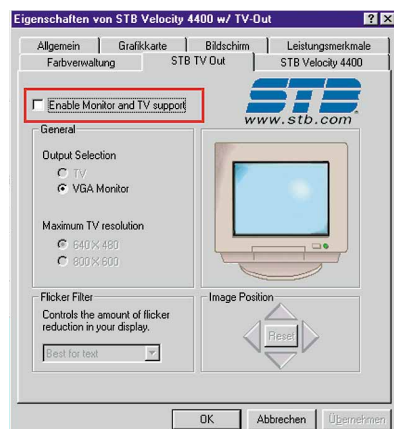 Eigenschaften von STB Velocity 4400 w/ TV-Out
Allgemein Grafikkarte Bildschirm Leistungsmerkmale
Farbverwaltung STB TV Out STB Velocity 4400
Enable Monitor and TV support
STB
www.stb.com
General
Output Selection
TV
VGA Monitor
Maximum TV resolution
640 × 480
800 × 600
Flicker Filter
Controls the amount of flicker
reduction in your display.
Best for text
Image Position
Reset
OK Abbrechen Übernehmen